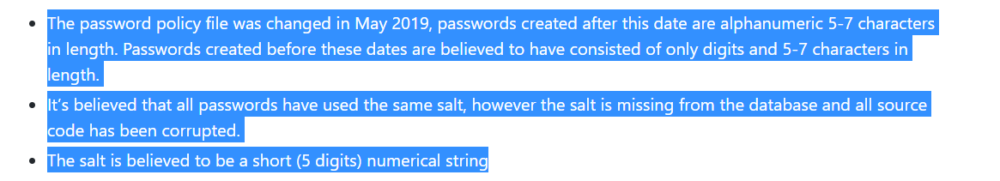 The password policy file was changed in May 2019, passwords created after this date are alphanumeric 5-7 characters
in length. Passwords created before these dates are believed to have consisted of only digits and 5-7 characters in
length.
It's believed that all passwords have used the same salt, however the salt is missing from the database and all source
code has been corrupted.
The salt is believed to be a short (5 digits) numerical string